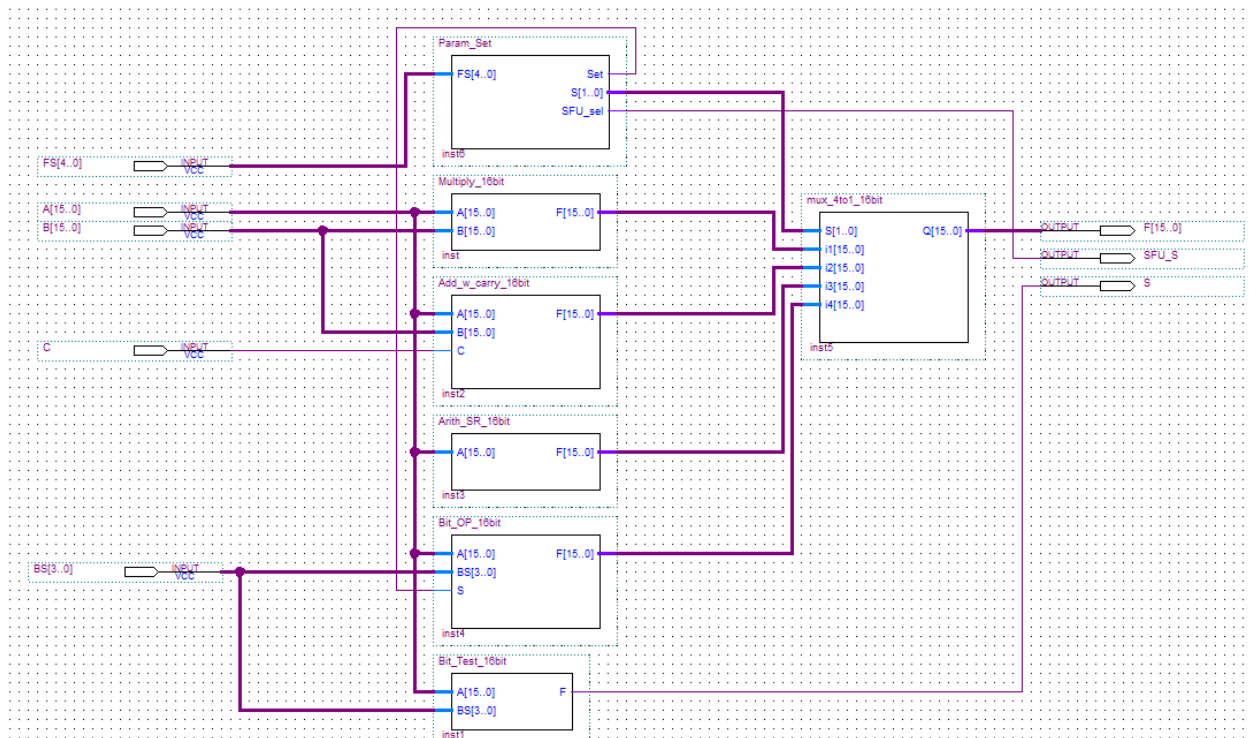 Param_Set
FS[4..0]
Set
S[1..0]
SFU_sel
inst6
FS[4..0]
INPUT
VCC
Multiply_16bit
A[15..0]
F[15..0]
B[15..0]
inst
A[15..0]
INPUT
VCC
B[15..0]
INPUT
VCC
mux_4to1_16bit
S[1..0]
Q[15..0]
i1[15..0]
i2[15..0]
i3[15..0]
i4[15..0]
inst5
OUTPUT
F[15..0]
OUTPUT
SFU_S
OUTPUT
S
Add_w_carry_16bit
A[15..0]
F[15..0]
B[15..0]
C
inst2
C
INPUT
VCC
Arith_SR_16bit
A[15..0]
F[15..0]
inst3
Bit_OP_16bit
A[15..0]
F[15..0]
BS[3..0]
S
inst4
BS[3..0]
INPUT
VCC
Bit_Test_16bit
A[15..0]
F
BS[3..0]
inst1